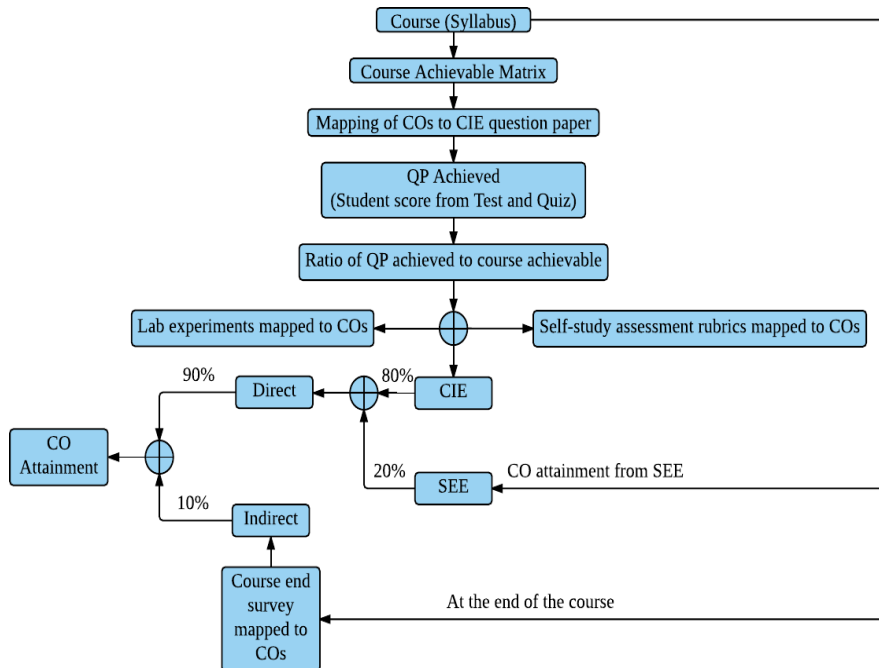 Course (Syllabus)
Course Achievable Matrix
Mapping of COs to CIE question paper
QP Achieved
(Student score from Test and Quiz)
Ratio of QP achieved to course achievable
Lab experiments mapped to COs
Self-study assessment rubrics mapped to COs
90%
Direct
80%
CIE
CO
Attainment
20%
SEE
CO attainment from SEE
10%
Indirect
Course end
survey
mapped to
COs
At the end of the course